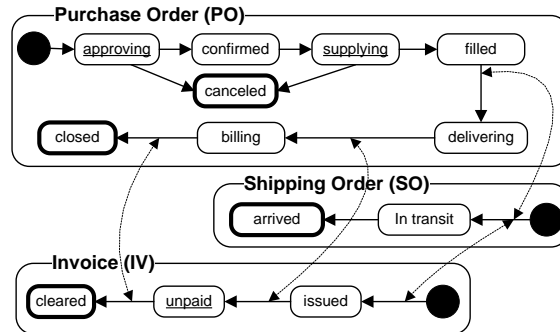 Purchase Order (PO)
approving confirmed supplying filled
canceled
closed billing delivering
Shipping Order (SO)
arrived In transit
Invoice (IV)
cleared unpaid issued